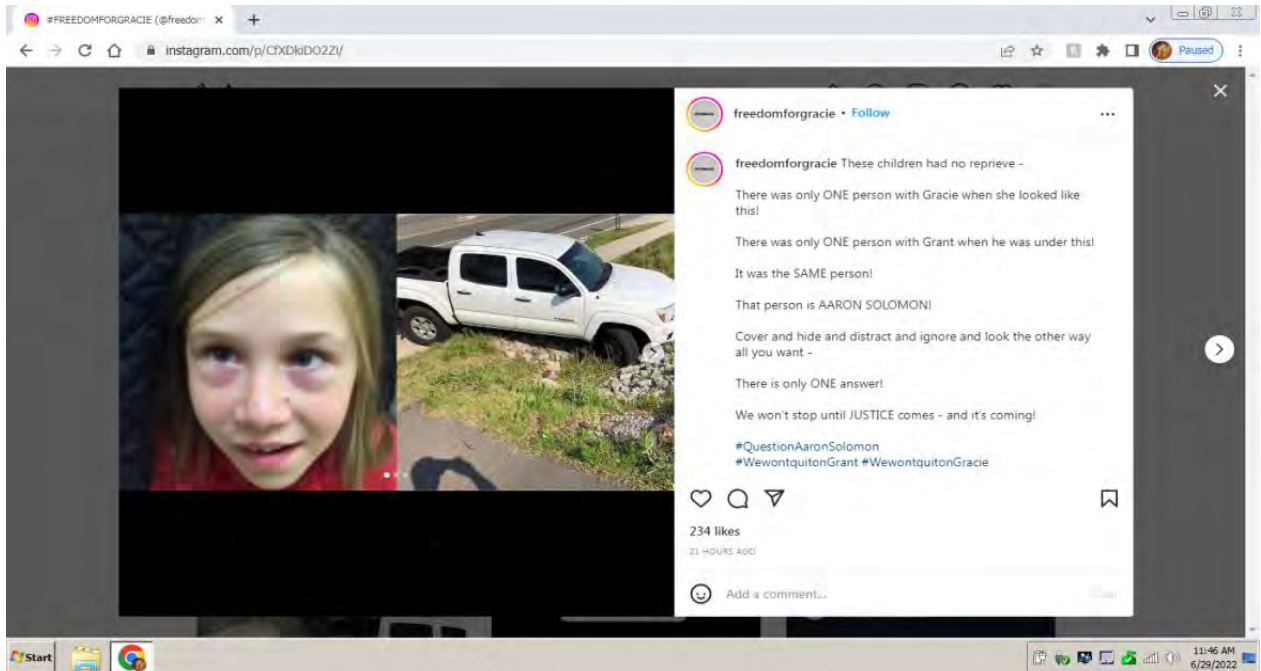 #FREEDOMFORGRACIE (@freedom
instagram.com/p/CfXDkiDO2Zi/
Paused
freedomforgracie • Follow
freedomforgracie These children had no reprieve -
There was only ONE person with Gracie when she looked like
this!
There was only ONE person with Grant when he was under this!
It was the SAME person!
That person is AARON SOLOMON!
Cover and hide and distract and ignore and look the other way
all you want -
There is only ONE answer!
We won't stop until JUSTICE comes - and it's coming!
#QuestionAaronSolomon
#WewontquitonGrant #WewontquitonGracie
234 likes
21 HOURS AGO
Add a comment...
Start
11:46 AM
6/29/2022